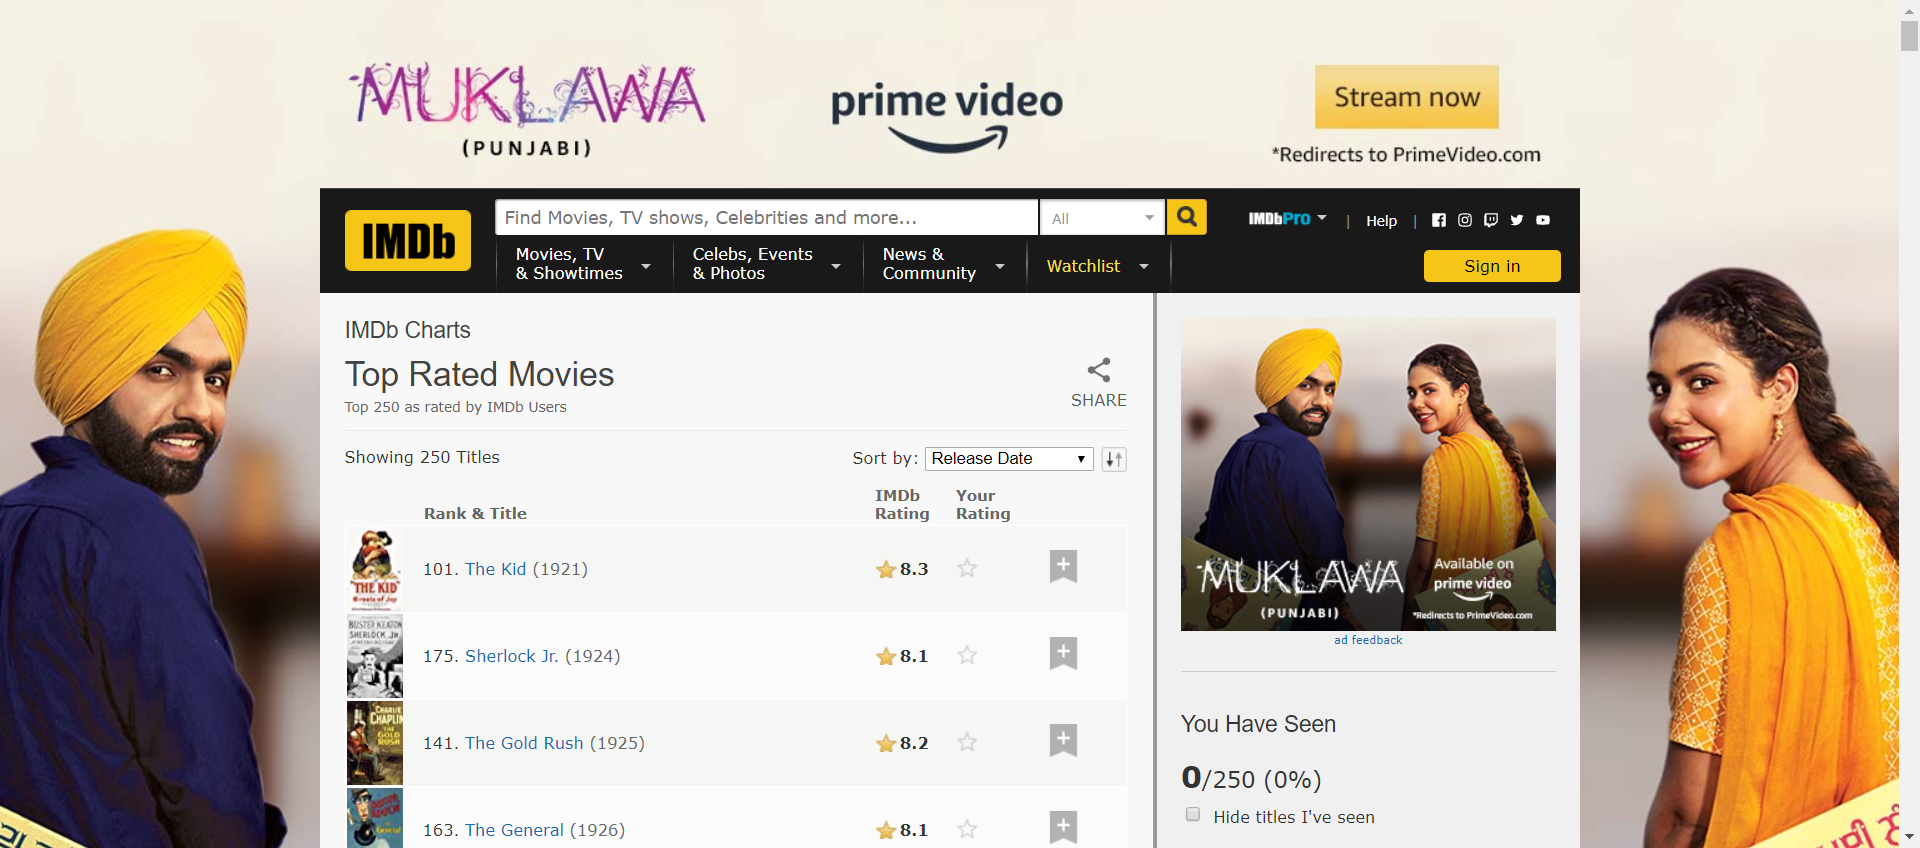 MUKLAWA
(PUNJABI)
prime video
Stream now
*Redirects to PrimeVideo.com
IMDb
Find Movies, TV shows, Celebrities and more...
All
IMDbPro
|
Help
|
Movies, TV
& Showtimes
Celebs, Events
& Photos
News &
Community
Watchlist
Sign in
IMDb Charts
Top Rated Movies
Top 250 as rated by IMDb Users
SHARE
Showing 250 Titles
Sort by: Release Date
Rank & Title
IMDb
Rating
Your
Rating
"THE KID"
101. The Kid (1921)
8.3
BUSTER KEATON
SHERLOCK, JR.
175. Sherlock Jr. (1924)
8.1
CHARLIE
CHAPLIN
THE
GOLD
RUSH
141. The Gold Rush (1925)
8.2
General
163. The General (1926)
8.1
MUKLAWA
(PUNJABI)
Available on
prime video
*Redirects to PrimeVideo.com
ad feedback
You Have Seen
0/250 (0%)
Hide titles I've seen